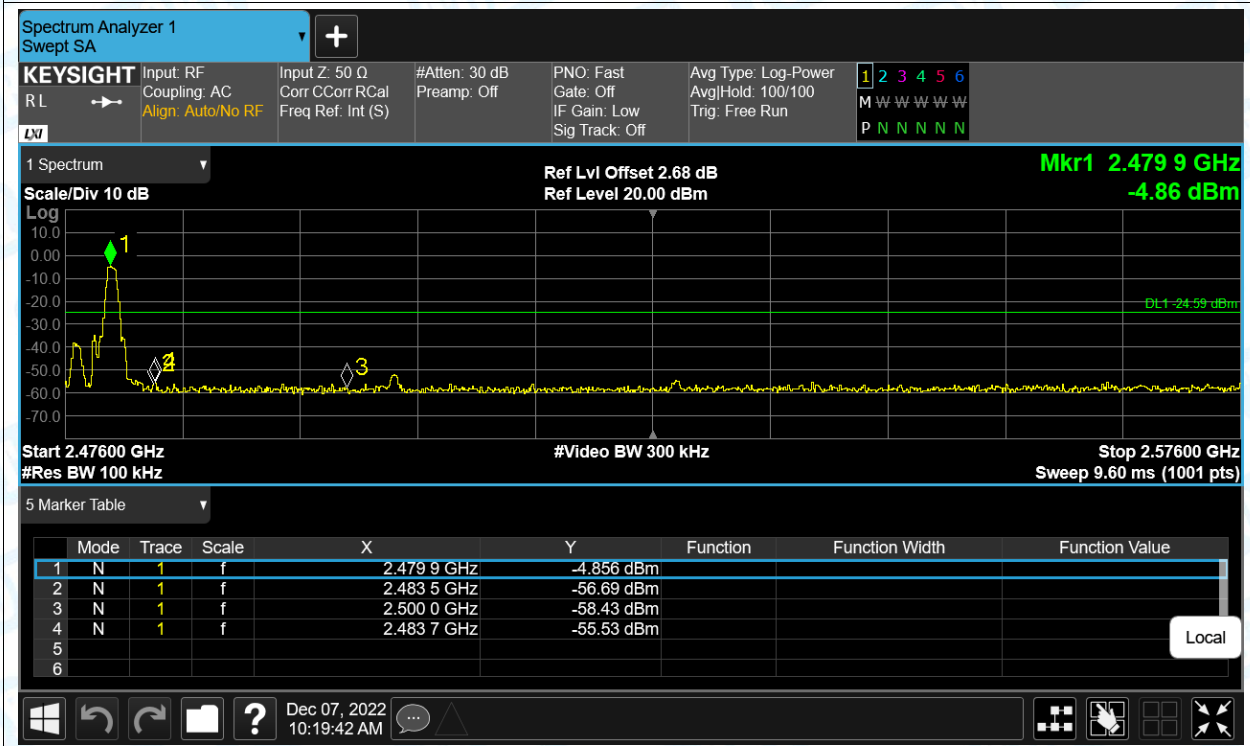 Spectrum Analyzer 1
Swept SA
+
KEYSIGHT
R L
LXI
Input: RF
Coupling: AC
Align: Auto/No RF
Input Z: 50 Ω
Corr CCorr RCal
Freq Ref: Int (S)
#Atten: 30 dB
Preamp: Off
PNO: Fast
Gate: Off
IF Gain: Low
Sig Track: Off
Avg Type: Log-Power
Avg|Hold: 100/100
Trig: Free Run
1 2 3 4 5 6
M W W W W W
P N N N N N
1 Spectrum
Scale/Div 10 dB
Log
Ref Lvl Offset 2.68 dB
Ref Level 20.00 dBm
Mkr1 2.479 9 GHz
-4.86 dBm
10.0
0.00
-10.0
-20.0
-30.0
-40.0
-50.0
-60.0
-70.0
1
3
DL1 -24.59 dBm
Start 2.47600 GHz
#Res BW 100 kHz
#Video BW 300 kHz
Stop 2.57600 GHz
Sweep 9.60 ms (1001 pts)
5 Marker Table
Mode Trace Scale X Y Function Function Width Function Value
1 N 1 f 2.479 9 GHz -4.856 dBm
2 N 1 f 2.483 5 GHz -56.69 dBm
3 N 1 f 2.500 0 GHz -58.43 dBm
4 N 1 f 2.483 7 GHz -55.53 dBm
5
6
Local
?
Dec 07, 2022
10:19:42 AM